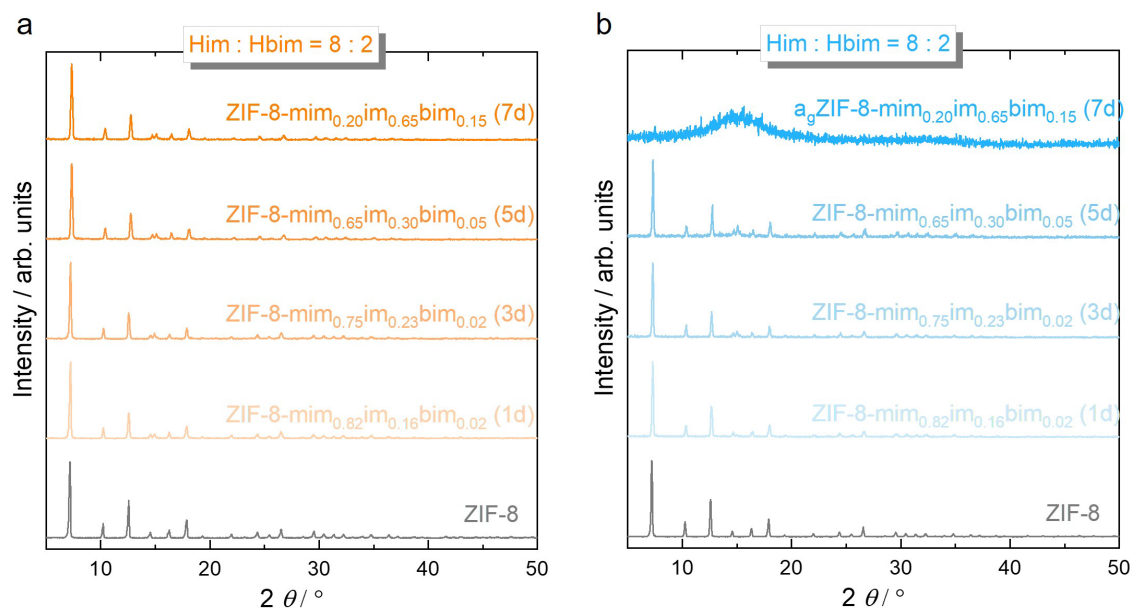 a
Him : Hbim = 8 : 2
ZIF-8-mim0.20im0.65bim0.15 (7d)
ZIF-8-mim0.65im0.30bim0.05 (5d)
ZIF-8-mim0.75im0.23bim0.02 (3d)
ZIF-8-mim0.82im0.16bim0.02 (1d)
ZIF-8
Intensity / arb. units
10 20 30 40 50
2 θ / °
b
Him : Hbim = 8 : 2
agZIF-8-mim0.20im0.65bim0.15 (7d)
ZIF-8-mim0.65im0.30bim0.05 (5d)
ZIF-8-mim0.75im0.23bim0.02 (3d)
ZIF-8-mim0.82im0.16bim0.02 (1d)
ZIF-8
Intensity / arb. units
10 20 30 40 50
2 θ / °